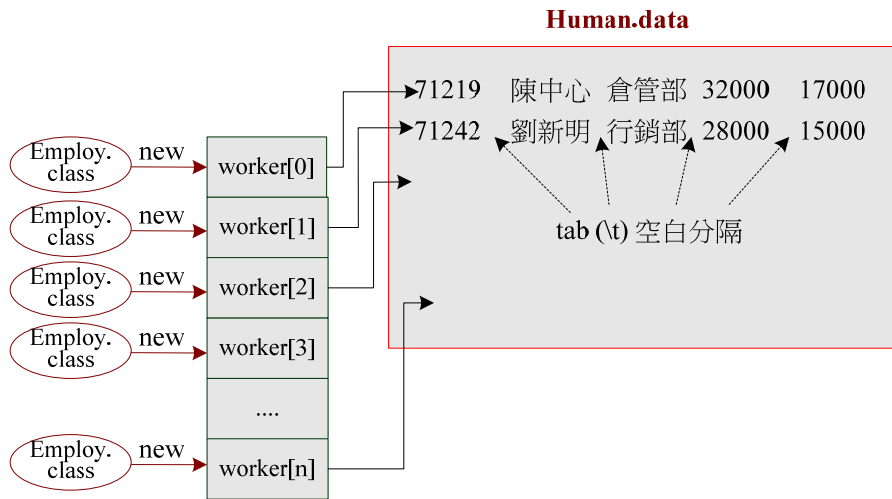 Human.data
71219 陳中心 倉管部 32000 17000
71242 劉新明 行銷部 28000 15000
tab (\t) 空白分隔
Employ.
class
new
worker[0]
Employ.
class
new
worker[1]
Employ.
class
new
worker[2]
Employ.
class
new
worker[3]
....
Employ.
class
new
worker[n]